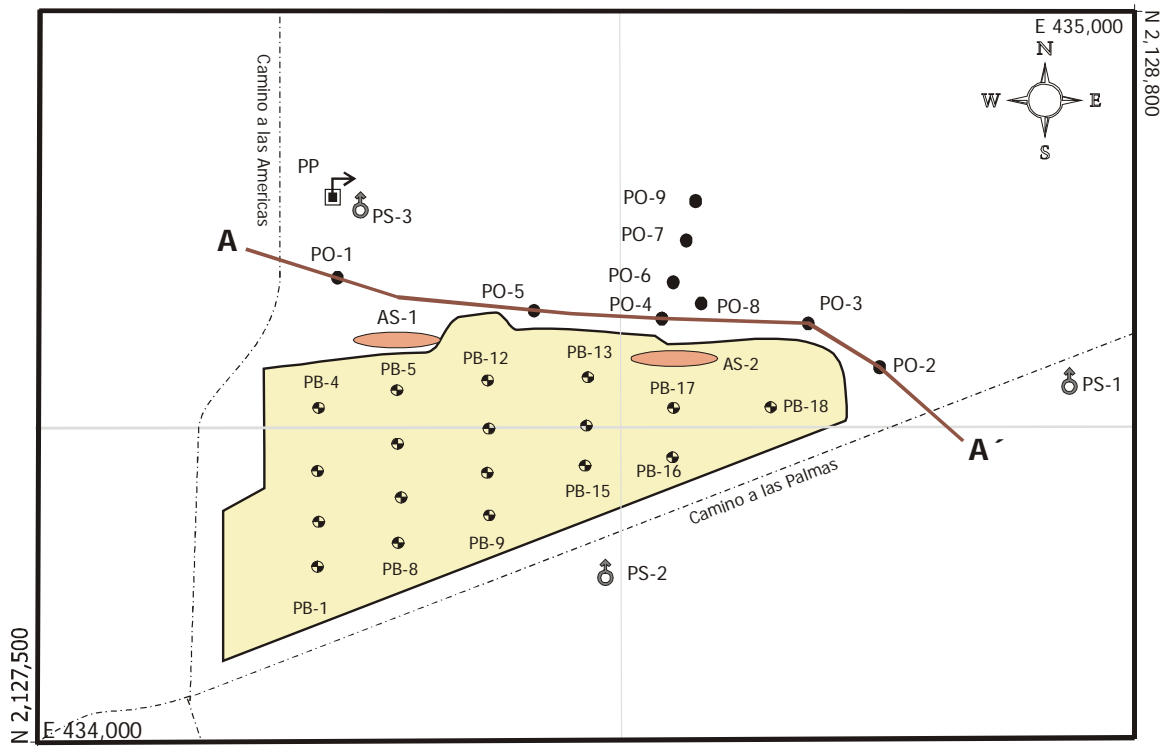 E 435,000
N 2,128,800
N
W
E
S
Camino a las Americas
PP
PS-3
PO-9
A
PO-7
PO-1
PO-6
PO-5
PO-4
PO-8
PO-3
AS-1
PB-12
PB-13
AS-2
PO-2
PB-4
PB-5
PB-17
PS-1
PB-18
A´
PB-16
PB-15
Camino a las Palmas
PB-9
PB-8
PS-2
PB-1
N 2,127,500
E 434,000